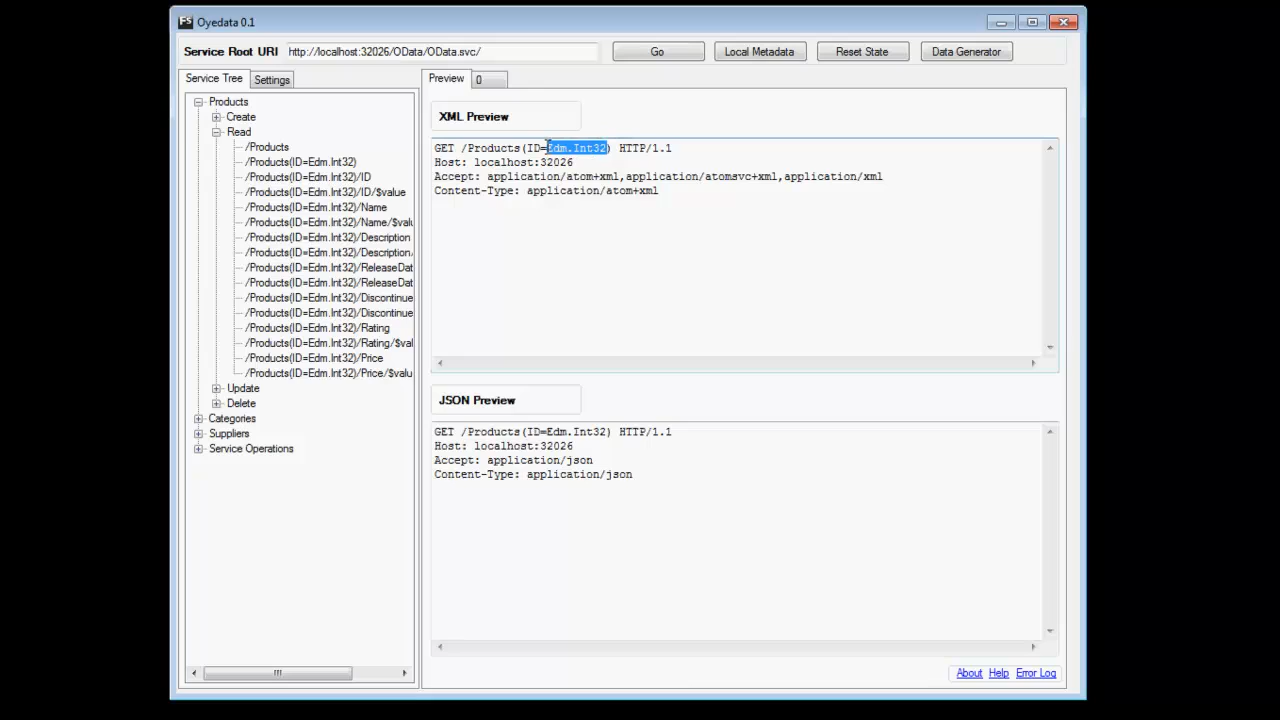 FS Oyedata 0.1
Service Root URI http://localhost:32026/OData/OData.svc/ Go Local Metadata Reset State Data Generator
Service Tree Settings
Preview 0
Products
Create
Read
/Products
/Products(ID=Edm.Int32)
/Products(ID=Edm.Int32)/ID
/Products(ID=Edm.Int32)/ID/$value
/Products(ID=Edm.Int32)/Name
/Products(ID=Edm.Int32)/Name/$valu
/Products(ID=Edm.Int32)/Description
/Products(ID=Edm.Int32)/Description/
/Products(ID=Edm.Int32)/ReleaseDat
/Products(ID=Edm.Int32)/ReleaseDat
/Products(ID=Edm.Int32)/Discontinue
/Products(ID=Edm.Int32)/Discontinue
/Products(ID=Edm.Int32)/Rating
/Products(ID=Edm.Int32)/Rating/$val
/Products(ID=Edm.Int32)/Price
/Products(ID=Edm.Int32)/Price/$valu
Update
Delete
Categories
Suppliers
Service Operations
XML Preview
GET /Products(ID=Edm.Int32) HTTP/1.1
Host: localhost:32026
Accept: application/atom+xml,application/atomsvc+xml,application/xml
Content-Type: application/atom+xml
JSON Preview
GET /Products(ID=Edm.Int32) HTTP/1.1
Host: localhost:32026
Accept: application/json
Content-Type: application/json
About Help Error Log